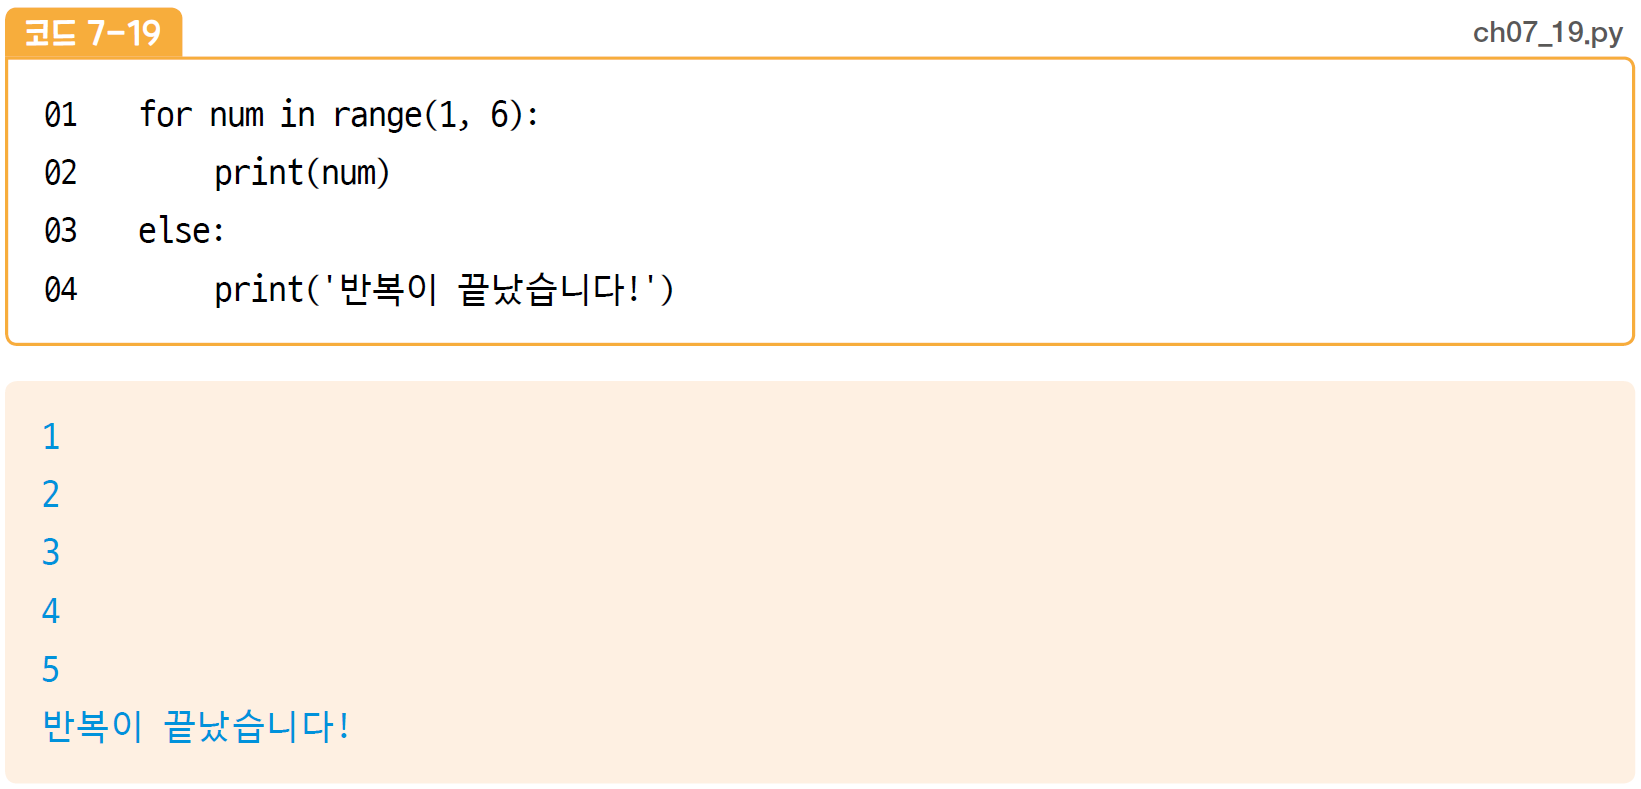 코드 7-19
ch07_19.py
01 for num in range(1, 6):
02 print(num)
03 else:
04 print('반복이 끝났습니다!')
1
2
3
4
5
반복이 끝났습니다!